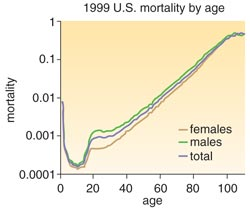 1999 U.S. mortality by age
1
0.1
0.01
0.001
0.0001
mortality
females
males
total
0 20 40 60 80 100
age